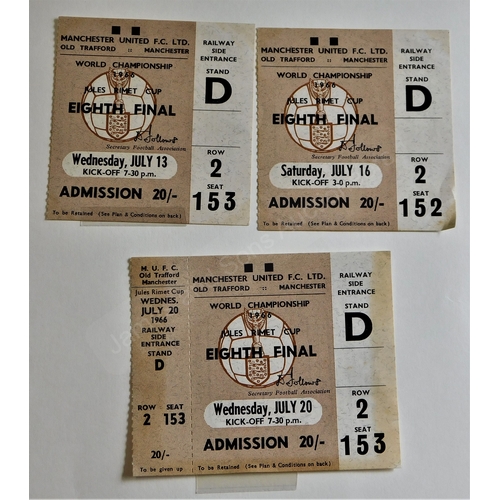 MANCHESTER UNITED F.C. LTD.
OLD TRAFFORD :: MANCHESTER
WORLD CHAMPIONSHIP
1966
JULES RIMET CUP
EIGHTH FINAL
Secretary Football Association
Wednesday, JULY 13
KICK-OFF 7-30 p.m.
ADMISSION 20/-
To be Retained (See Plan & Conditions on back)
RAILWAY
SIDE
ENTRANCE
STAND
D
ROW
2
SEAT
153
MANCHESTER UNITED F.C. LTD.
OLD TRAFFORD :: MANCHESTER
WORLD CHAMPIONSHIP
1966
JULES RIMET CUP
EIGHTH FINAL
Secretary Football Association
Saturday, JULY 16
KICK-OFF 3-0 p.m.
ADMISSION 20/-
To be Retained (See Plan & Conditions on back)
RAILWAY
SIDE
ENTRANCE
STAND
D
ROW
2
SEAT
152
M. U. F. C.
Old Trafford
Manchester
Jules Rimet Cup
WEDNES.
JULY 20
1966
RAILWAY
SIDE
ENTRANCE
STAND
D
ROW SEAT
2 153
20/-
To be given up
MANCHESTER UNITED F.C. LTD.
OLD TRAFFORD :: MANCHESTER
WORLD CHAMPIONSHIP
1966
JULES RIMET CUP
EIGHTH FINAL
Secretary Football Association
Wednesday, JULY 20
KICK-OFF 7-30 p.m.
ADMISSION 20/-
To be Retained (See Plan & Conditions on back)
RAILWAY
SIDE
ENTRANCE
STAND
D
ROW
2
SEAT
153